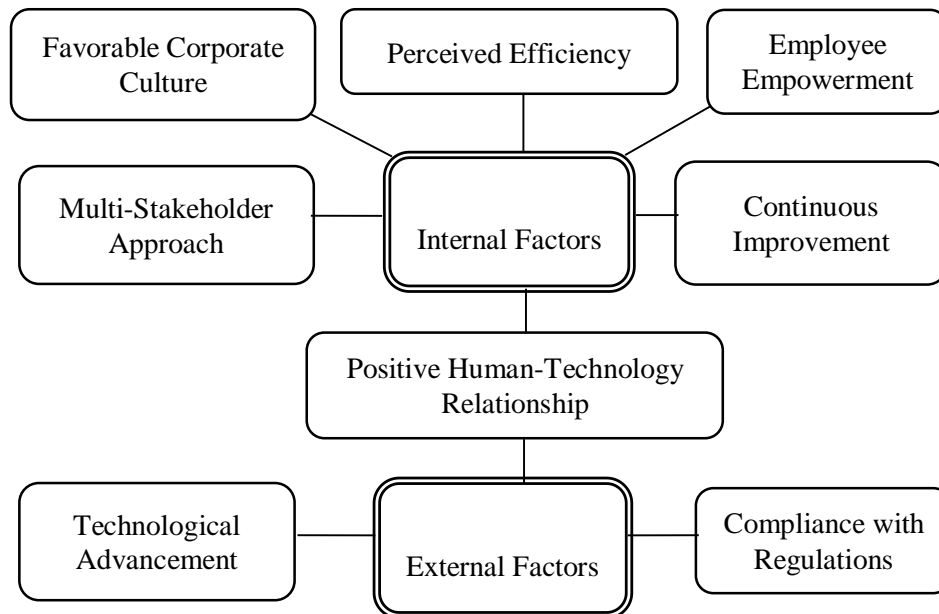 Favorable Corporate
Culture
Perceived Efficiency
Employee
Empowerment
Multi-Stakeholder
Approach
Internal Factors
Continuous
Improvement
Positive Human-Technology
Relationship
Technological
Advancement
External Factors
Compliance with
Regulations